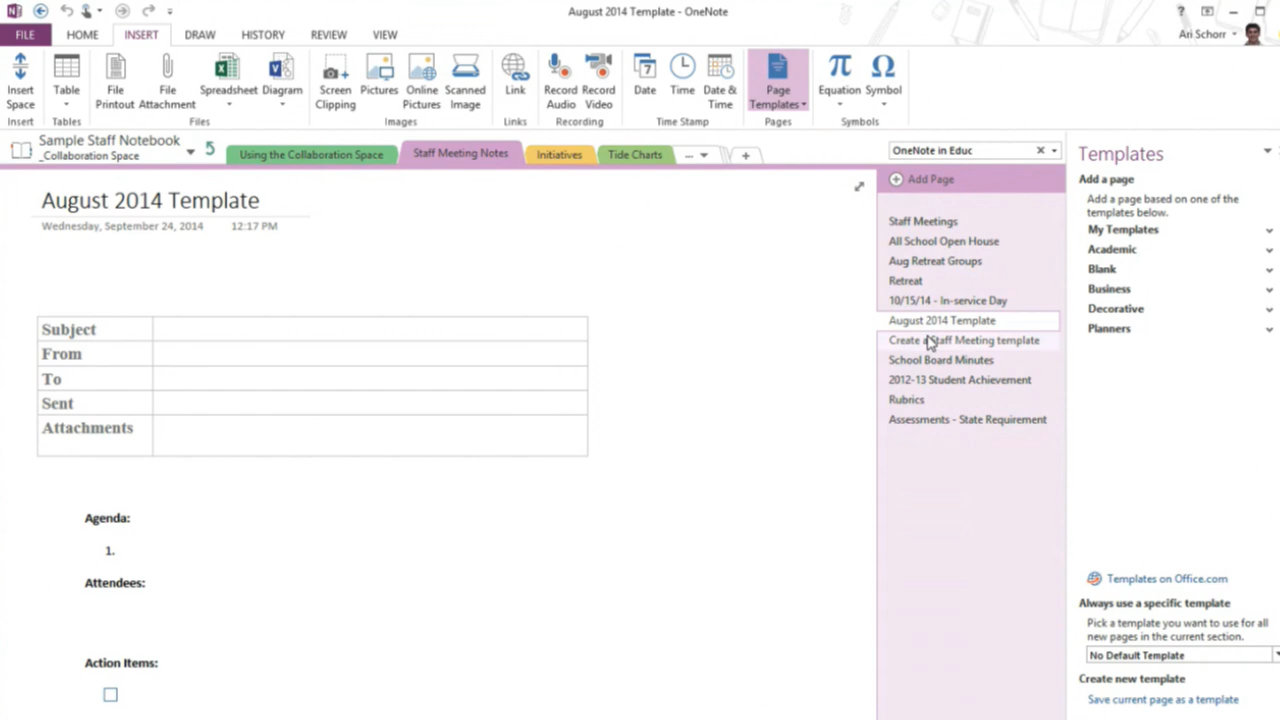 August 2014 Template - OneNote
?
FILE HOME INSERT DRAW HISTORY REVIEW VIEW
Ari Schorr
Insert Space
Table
File Printout
File Attachment
Spreadsheet
Diagram
Screen Clipping
Pictures
Online Pictures
Scanned Image
Link
Record Audio
Record Video
Date
Time
Date & Time
Page Templates
π
Equation
Ω
Symbol
Insert Tables Files Images Links Recording Time Stamp Pages Symbols
Sample Staff Notebook
_Collaboration Space
Using the Collaboration Space
Staff Meeting Notes
Initiatives
Tide Charts
...
OneNote in Educ
August 2014 Template
Wednesday, September 24, 2014 12:17 PM
Subject
From
To
Sent
Attachments
Agenda:
1.
Attendees:
Action Items:
Add Page
Staff Meetings
All School Open House
Aug Retreat Groups
Retreat
10/15/14 - In-service Day
August 2014 Template
Create a Staff Meeting template
School Board Minutes
2012-13 Student Achievement
Rubrics
Assessments - State Requirement
Templates
Add a page
Add a page based on one of the
templates below.
My Templates
Academic
Blank
Business
Decorative
Planners
Templates on Office.com
Always use a specific template
Pick a template you want to use for all
new pages in the current section.
No Default Template
Create new template
Save current page as a template